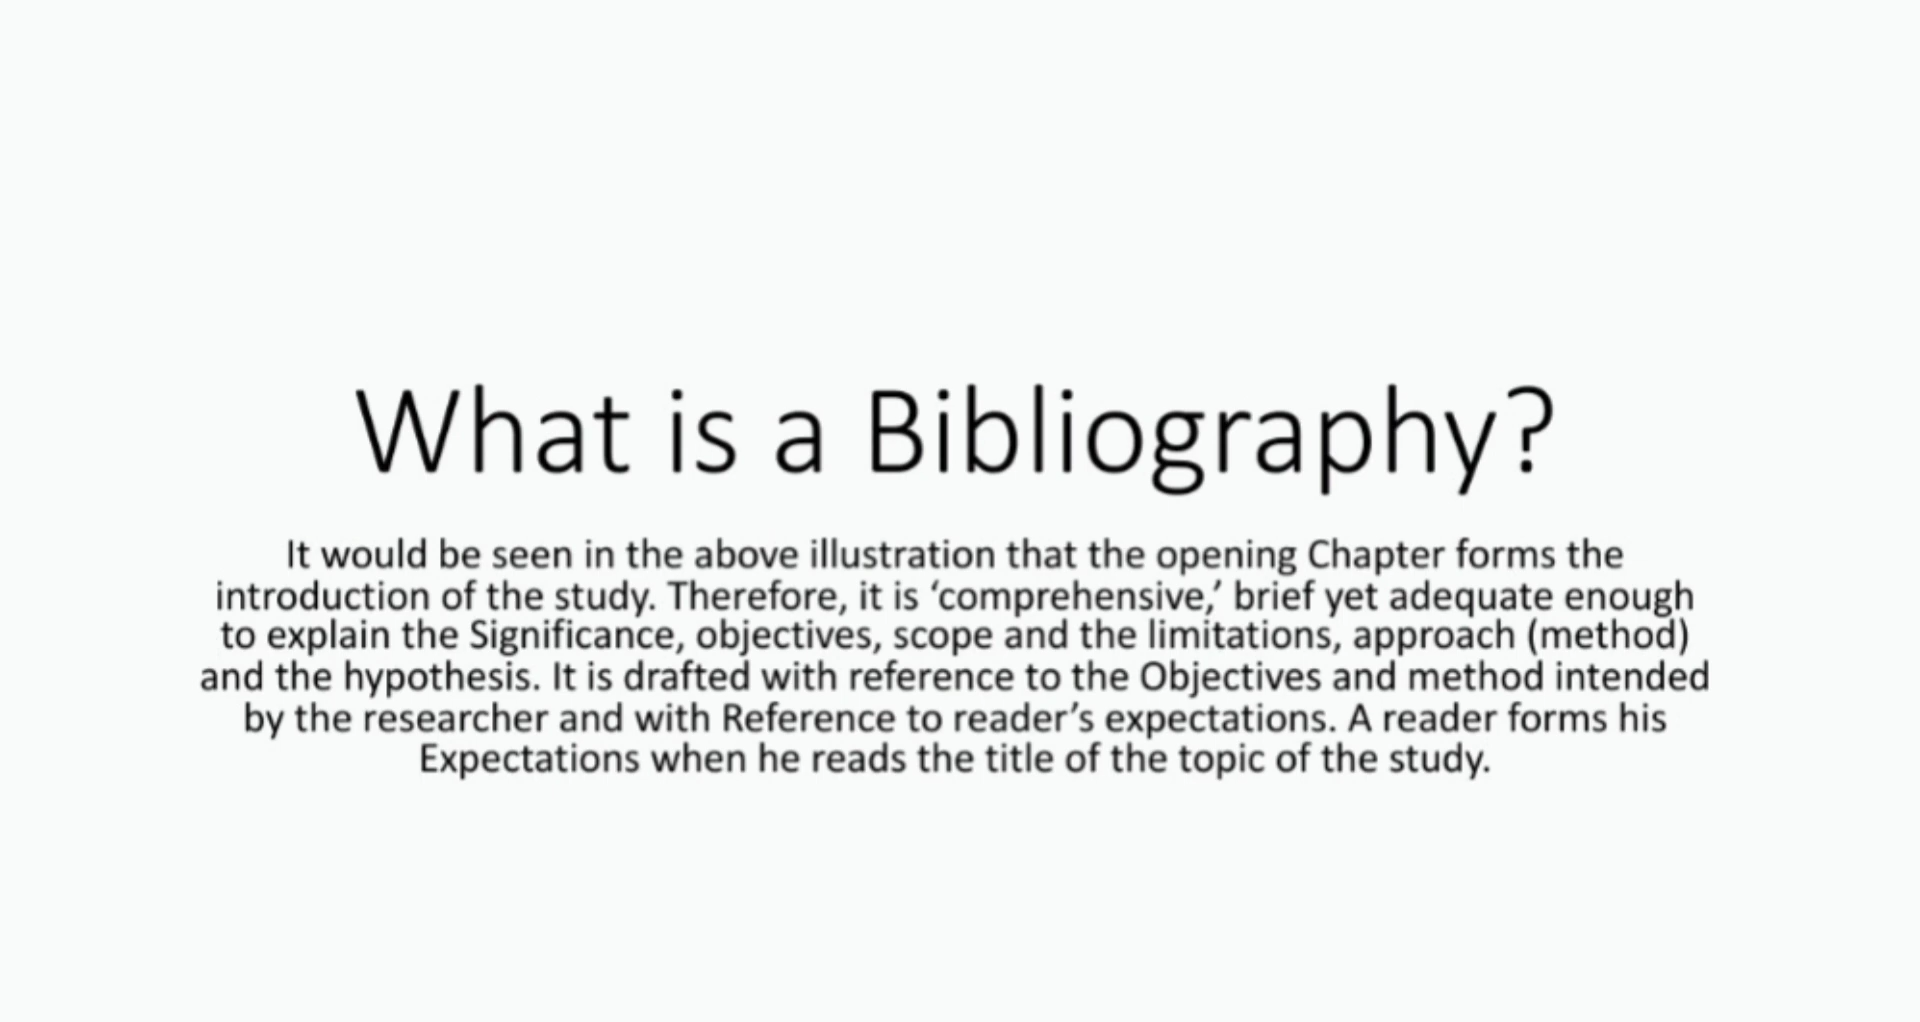 What is a Bibliography?
It would be seen in the above illustration that the opening Chapter forms the
introduction of the study. Therefore, it is ‘comprehensive,’ brief yet adequate enough
to explain the Significance, objectives, scope and the limitations, approach (method)
and the hypothesis. It is drafted with reference to the Objectives and method intended
by the researcher and with Reference to reader’s expectations. A reader forms his
Expectations when he reads the title of the topic of the study.